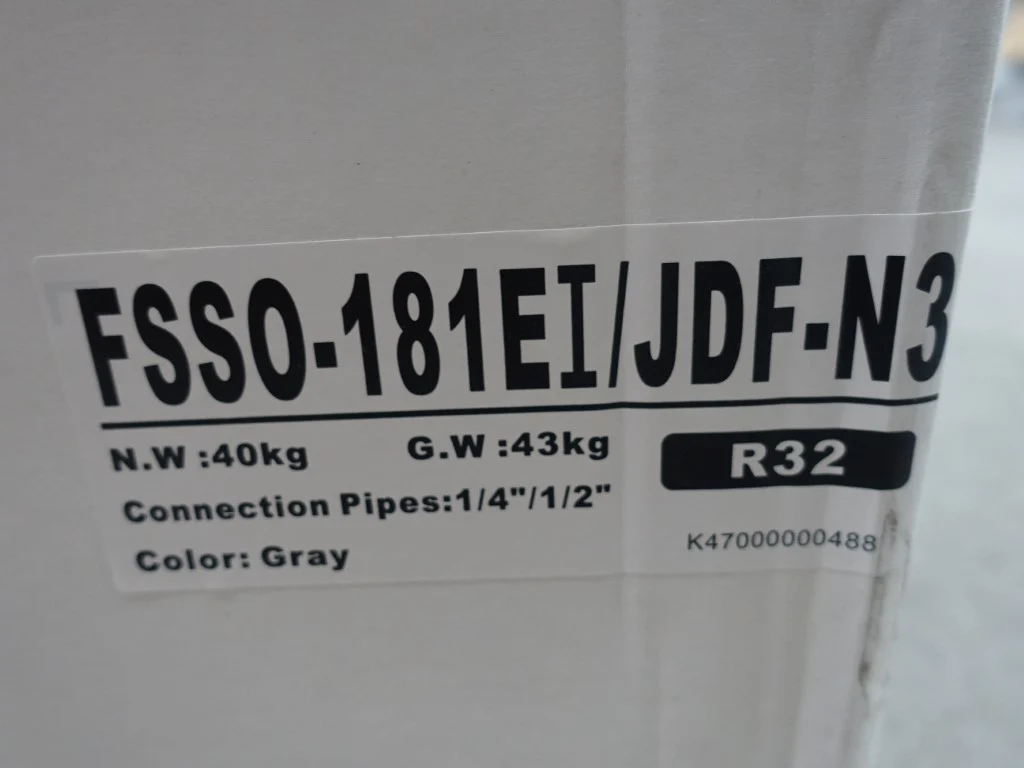 FSSO-181EI/JDF-N3
N.W :40kg G.W :43kg R32
Connection Pipes:1/4"/1/2"
K47000000488
Color: Gray